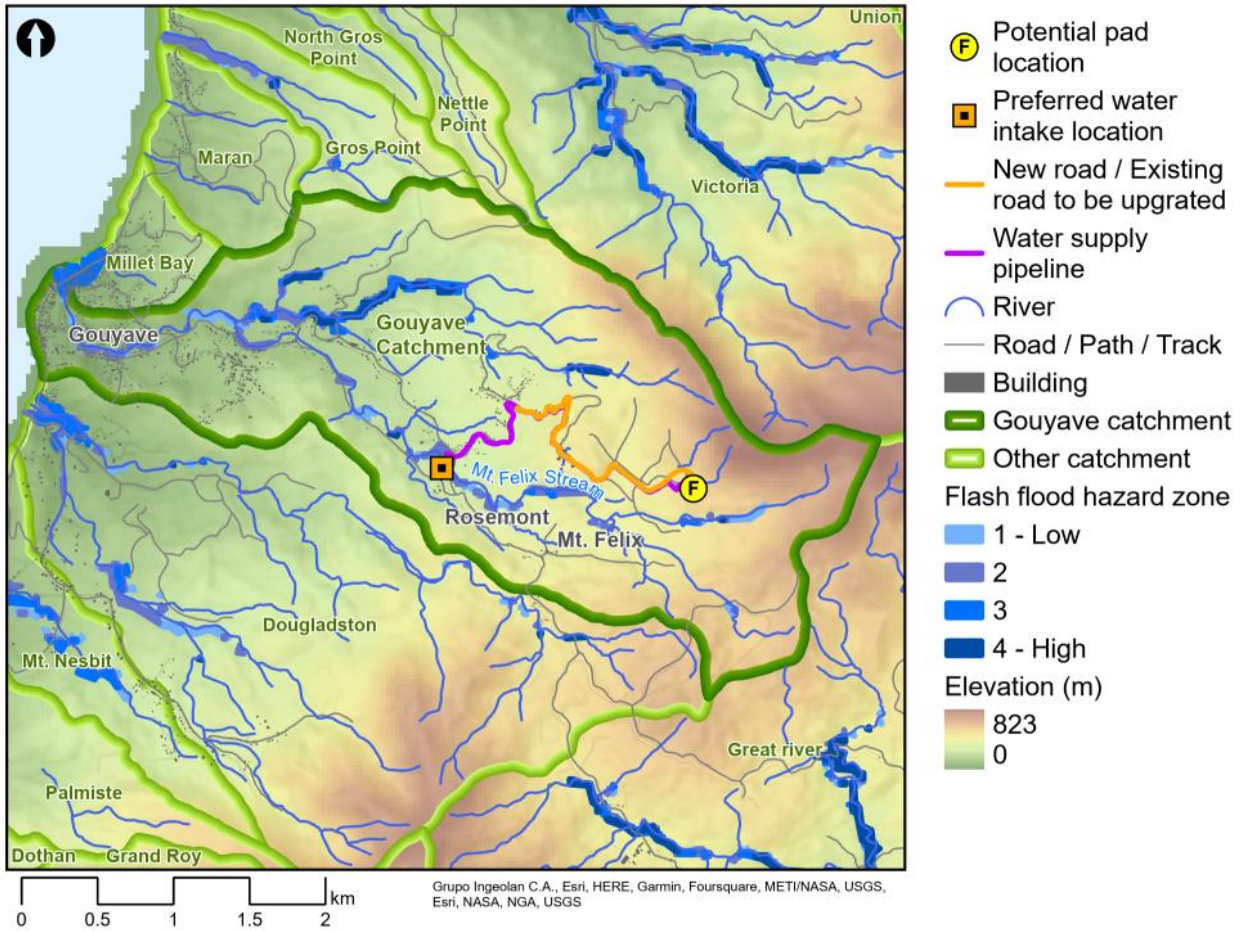 Union
North Gros
Point
Nettle
Point
Maran
Gros Point
Victoria
Millet Bay
Gouyave
Gouyave
Catchment
Mt. Felix Stream
Rosemont
Mt. Felix
Dougladston
Mt. Nesbit
Great river
Palmiste
Dothan
Grand Roy
F
F
Potential pad
location
Preferred water
intake location
New road / Existing
road to be upgrated
Water supply
pipeline
River
Road / Path / Track
Building
Gouyave catchment
Other catchment
Flash flood hazard zone
1 - Low
2
3
4 - High
Elevation (m)
823
0
km
0 0.5 1 1.5 2
Grupo Ingeolan C.A., Esri, HERE, Garmin, Foursquare, METI/NASA, USGS,
Esri, NASA, NGA, USGS